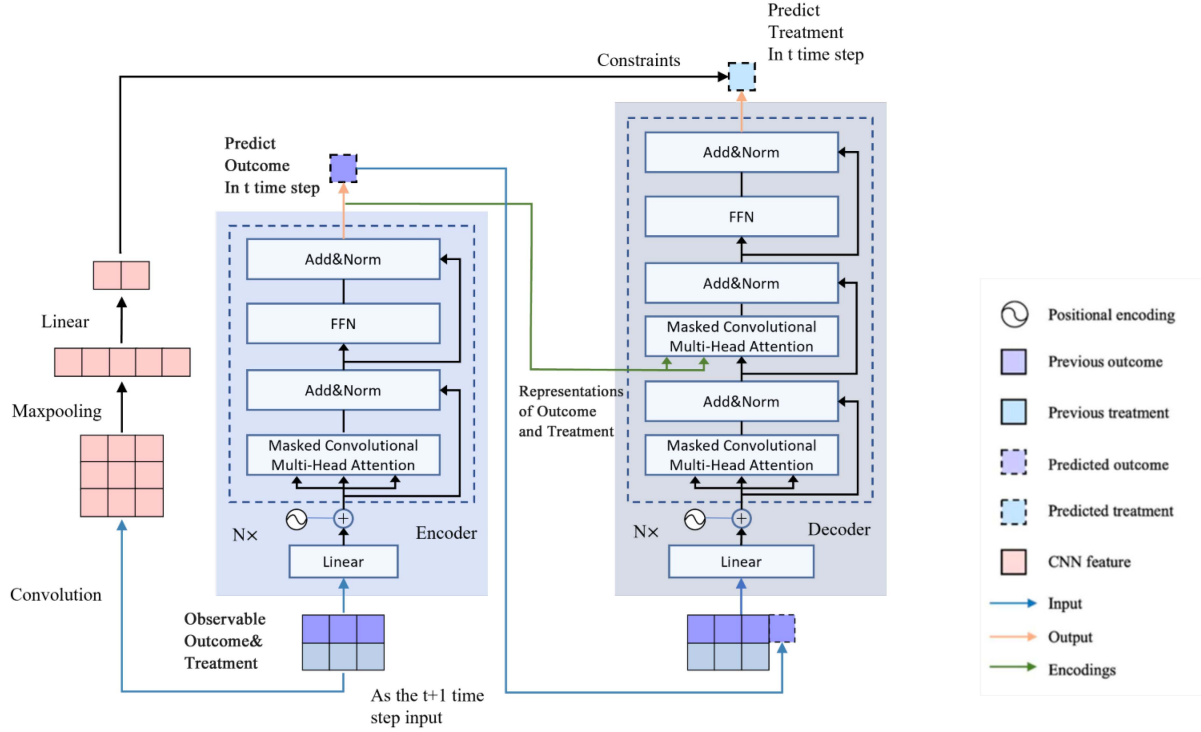 Predict
Treatment
In t time step
Constraints
Predict
Outcome
In t time step
Add&Norm
FFN
Add&Norm
Masked Convolutional
Multi-Head Attention
Add&Norm
Masked Convolutional
Multi-Head Attention
N×
Decoder
Linear
Add&Norm
FFN
Add&Norm
Masked Convolutional
Multi-Head Attention
N×
Encoder
Linear
Representations
of Outcome
and Treatment
Linear
Maxpooling
Convolution
Observable
Outcome&
Treatment
As the t+1 time
step input
Positional encoding
Previous outcome
Previous treatment
Predicted outcome
Predicted treatment
CNN feature
Input
Output
Encodings